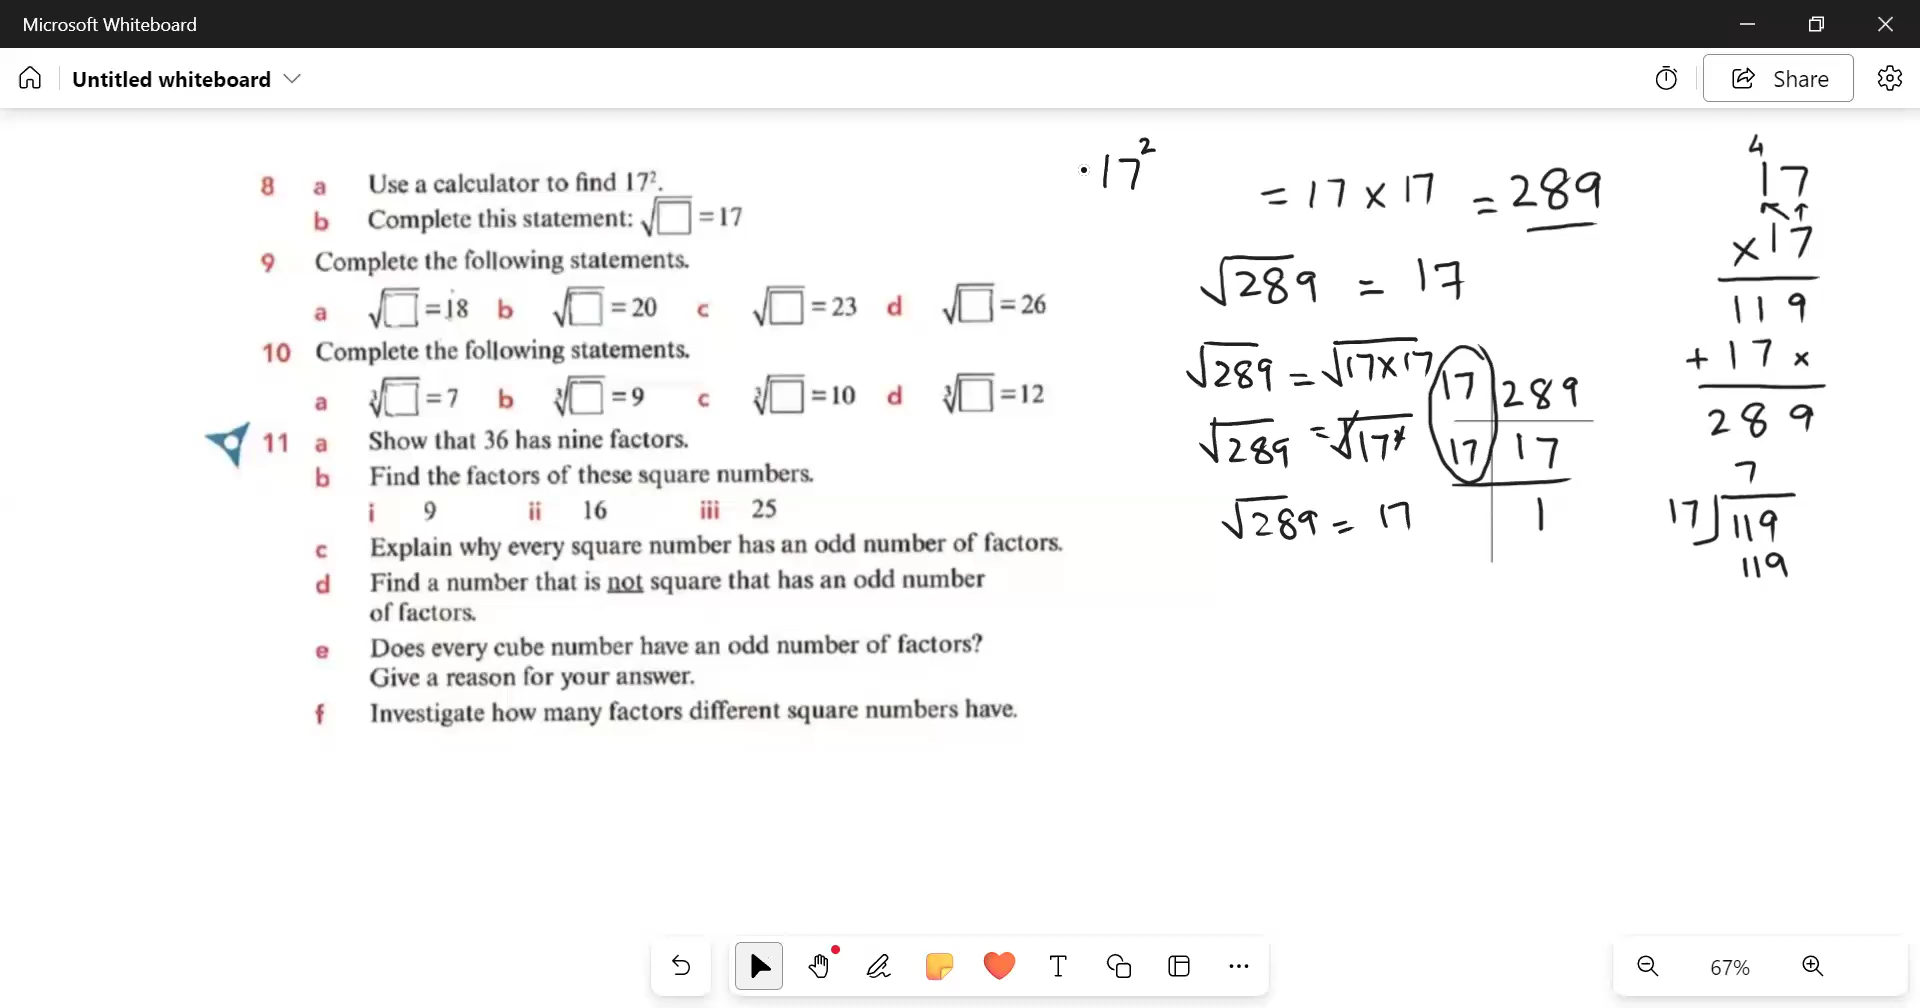 Microsoft Whiteboard
Untitled whiteboard
Share
8 a Use a calculator to find 17².
b Complete this statement: √□ = 17
9 Complete the following statements.
a √□ = 18 b √□ = 20 c √□ = 23 d √□ = 26
10 Complete the following statements.
a ∛□ = 7 b ∛□ = 9 c ∛□ = 10 d ∛□ = 12
11 a Show that 36 has nine factors.
b Find the factors of these square numbers.
i 9 ii 16 iii 25
c Explain why every square number has an odd number of factors.
d Find a number that is not square that has an odd number
of factors.
e Does every cube number have an odd number of factors?
Give a reason for your answer.
f Investigate how many factors different square numbers have.
17² = 17 × 17 = 289
√289 = 17
√289 = √17×17
√289 = √17²
√289 = 17
17 289
17 17
1
4
17
×17
119
+ 17 ×
289
7
17 119
119
67%